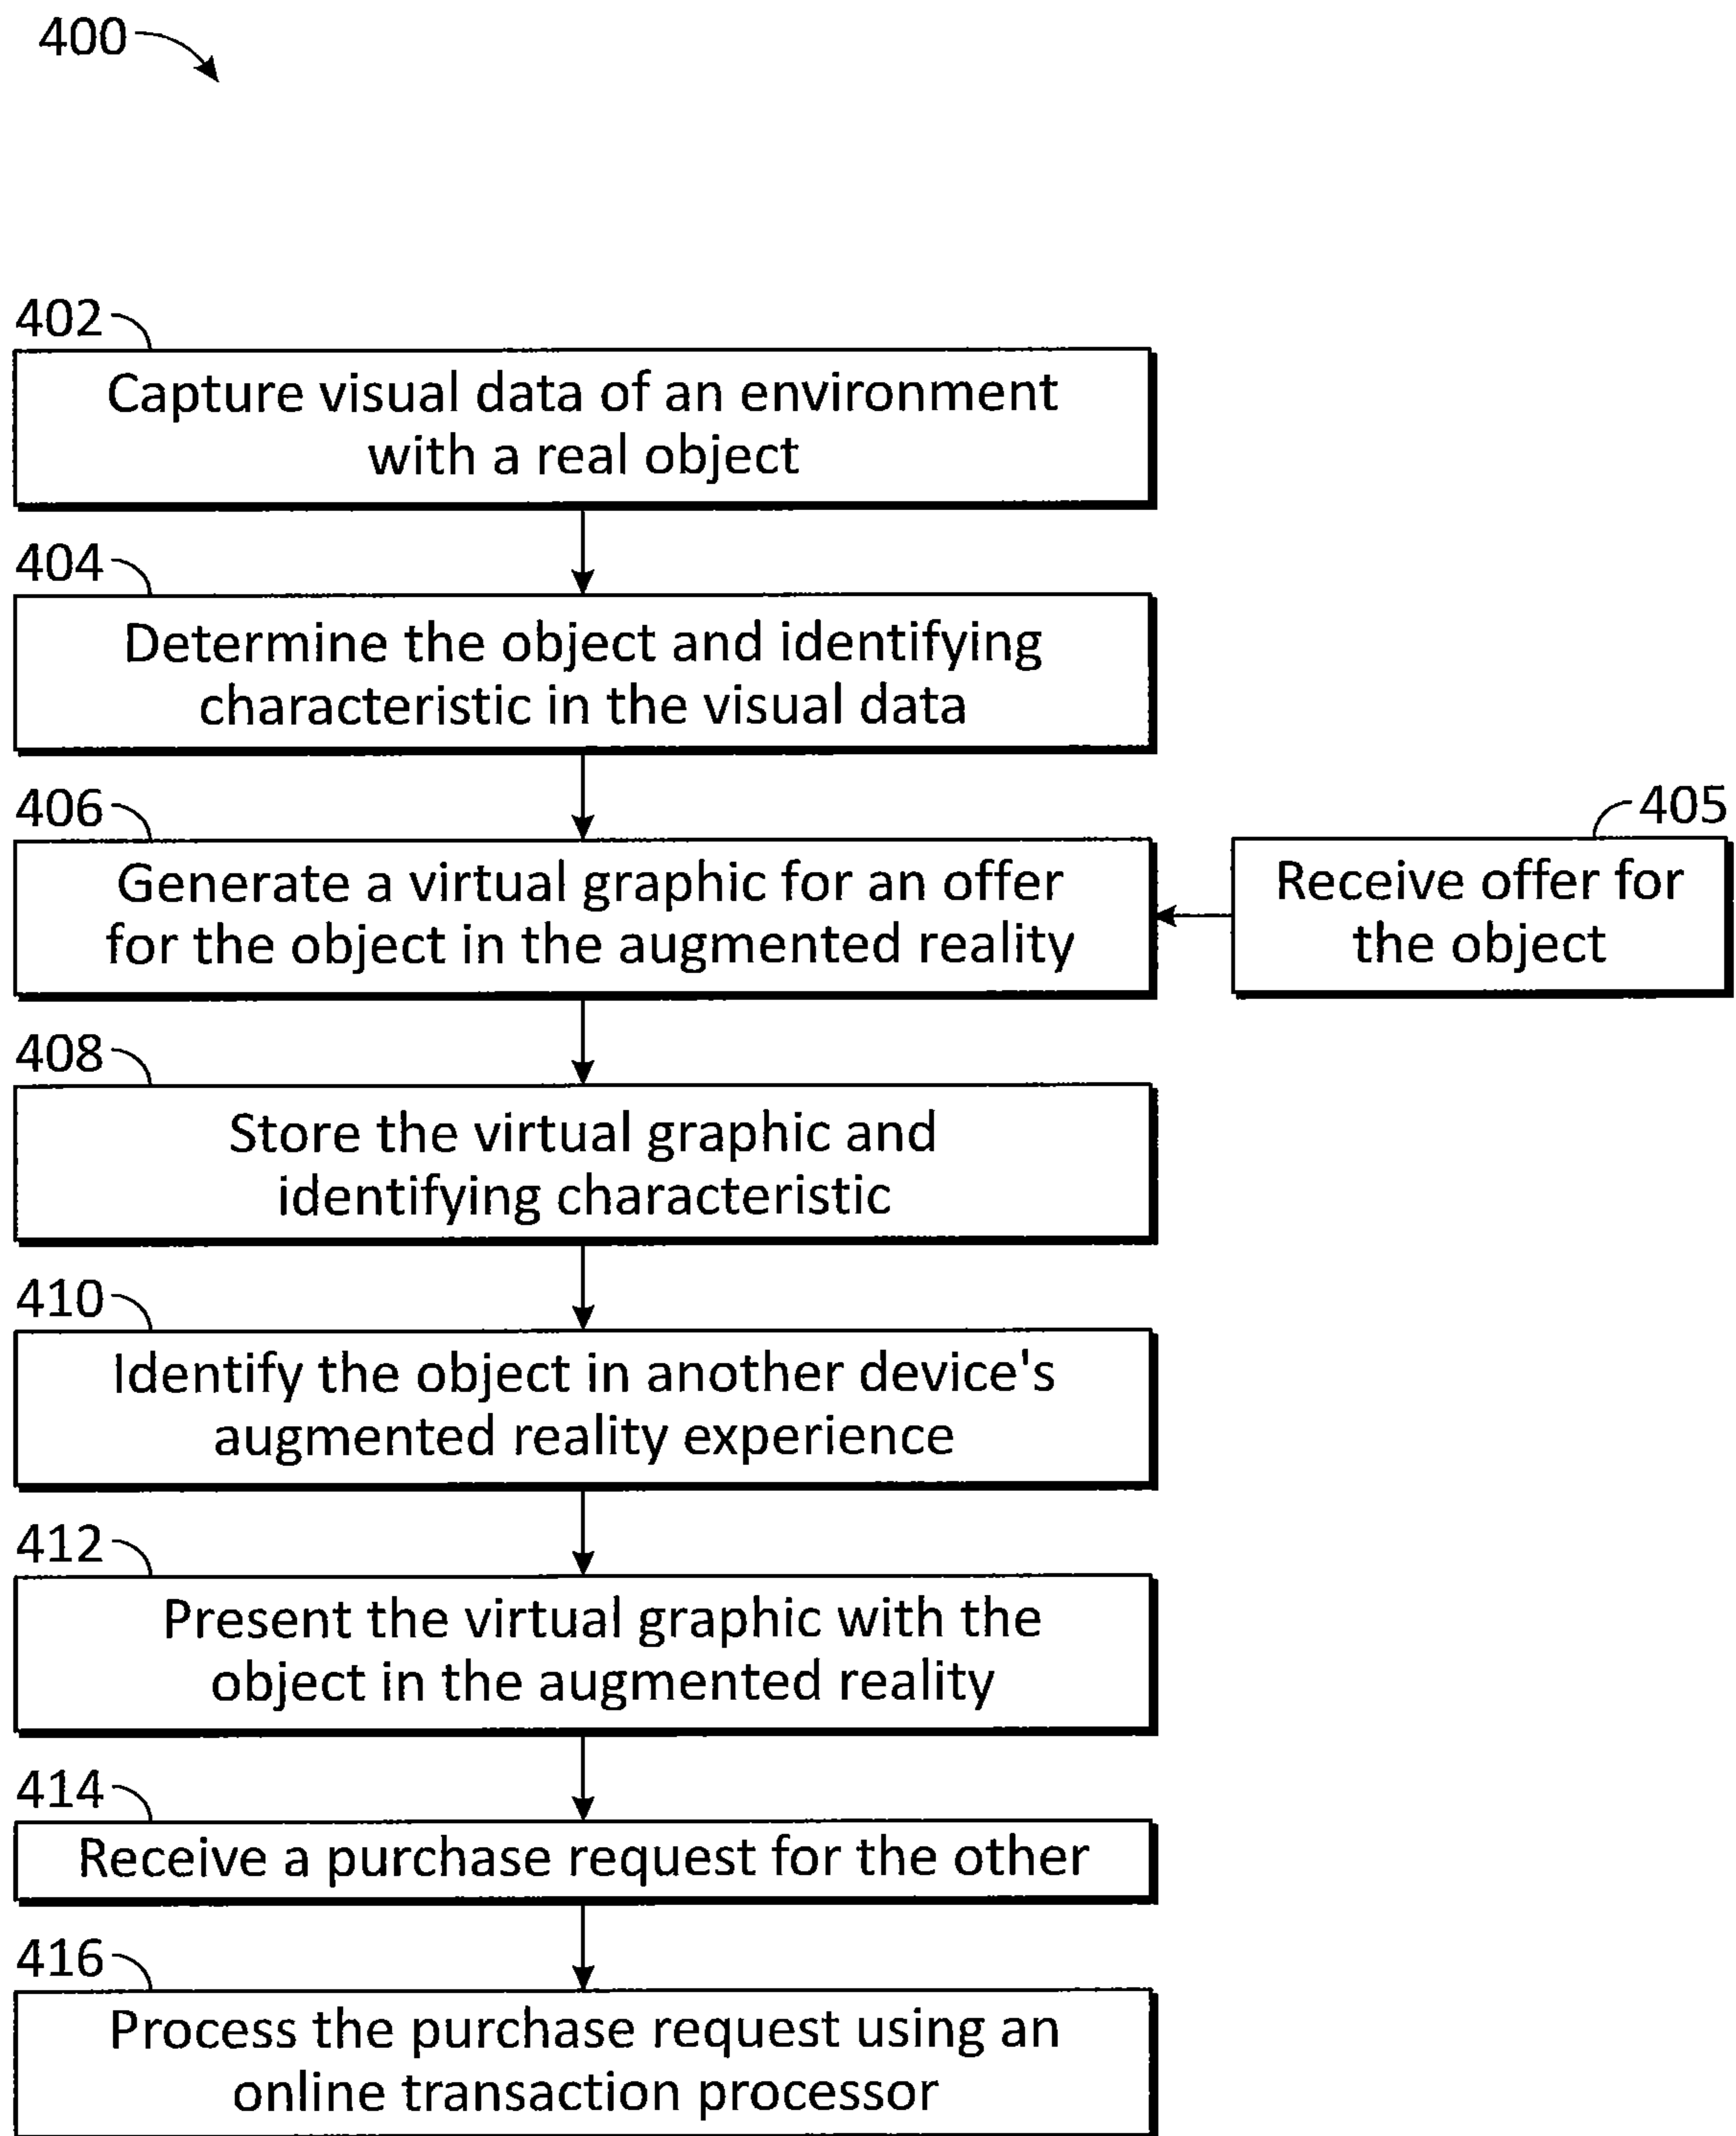 400
402
Capture visual data of an environment
with a real object
404
Determine the object and identifying
characteristic in the visual data
406
Generate a virtual graphic for an offer
for the object in the augmented reality
405
Receive offer for
the object
408
Store the virtual graphic and
identifying characteristic
410
Identify the object in another device's
augmented reality experience
412
Present the virtual graphic with the
object in the augmented reality
414
Receive a purchase request for the other
416
Process the purchase request using an
online transaction processor